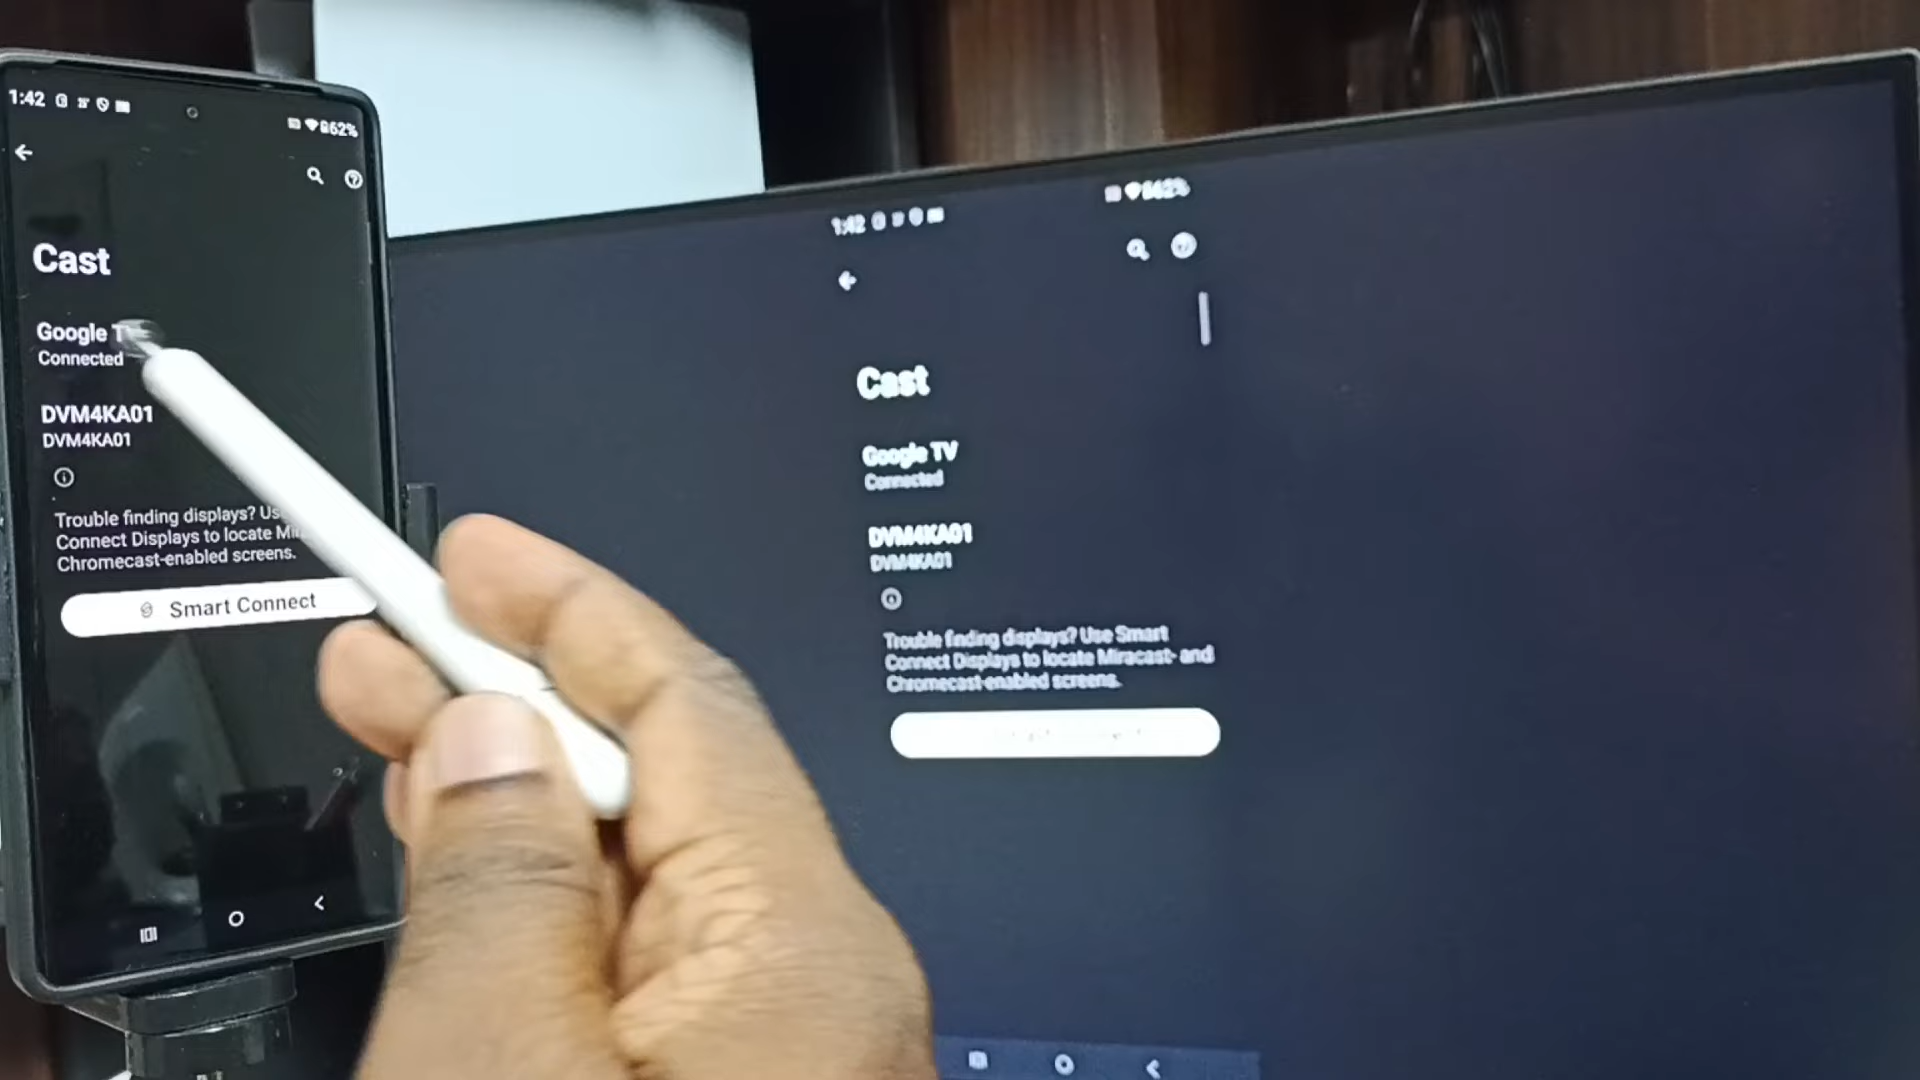 1:42
62%
Cast
Google T
Connected
DVM4KA01
DVM4KA01
Trouble finding displays? Us
Connect Displays to locate Mi
Chromecast-enabled screens.
Smart Connect
1:42
62%
Cast
Google TV
Connected
DVM4KA01
DVM4KA01
Trouble finding displays? Use Smart
Connect Displays to locate Miracast- and
Chromecast-enabled screens.